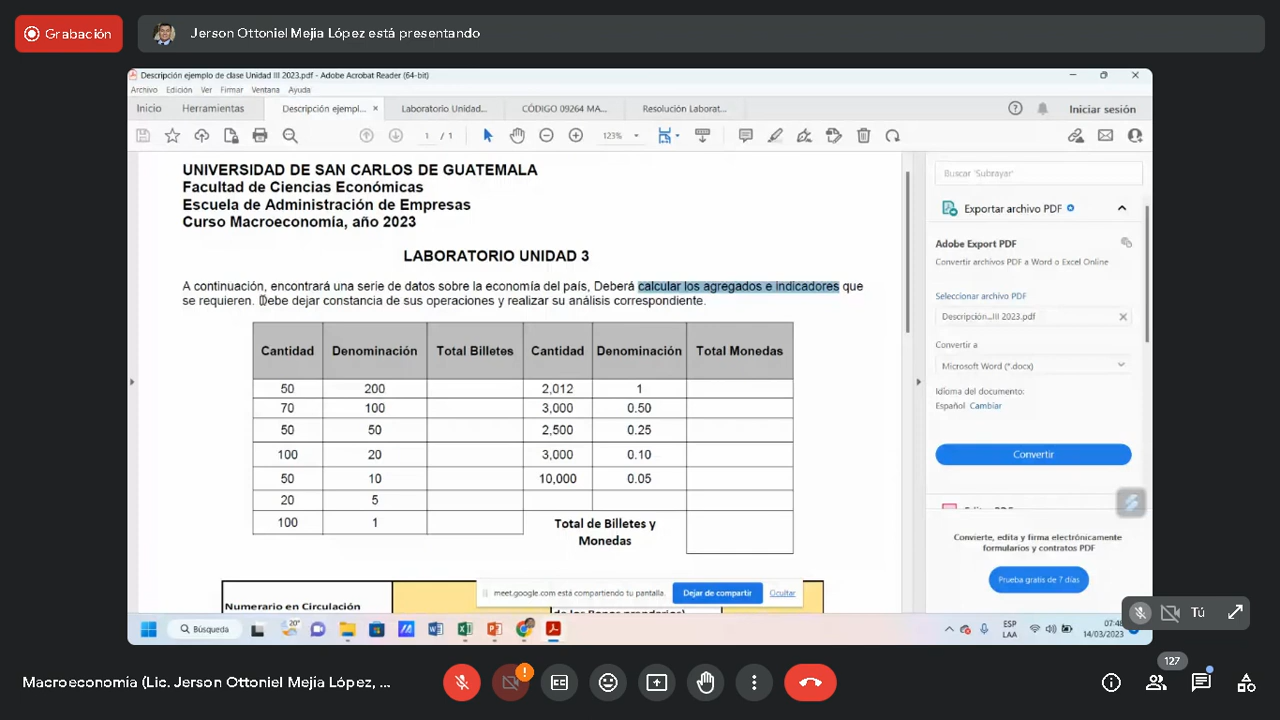 Grabación
Jerson Ottoniel Mejia López está presentando
Descripción ejemplo de clase Unidad III 2023.pdf - Adobe Acrobat Reader (64-bit)
Archivo Edición Ver Firmar Ventana Ayuda
Inicio Herramientas Descripción ejempl... × Laboratorio Unidad... CÓDIGO 09264 MA... Resolución Laborat... Iniciar sesión
1 / 1 123%
UNIVERSIDAD DE SAN CARLOS DE GUATEMALA
Facultad de Ciencias Económicas
Escuela de Administración de Empresas
Curso Macroeconomía, año 2023
LABORATORIO UNIDAD 3
A continuación, encontrará una serie de datos sobre la economía del país, Deberá calcular los agregados e indicadores que
se requieren. Debe dejar constancia de sus operaciones y realizar su análisis correspondiente.
Cantidad Denominación Total Billetes Cantidad Denominación Total Monedas
50 200 2,012 1
70 100 3,000 0.50
50 50 2,500 0.25
100 20 3,000 0.10
50 10 10,000 0.05
20 5
100 1 Total de Billetes y
Monedas
Numerario en Circulación
meet.google.com está compartiendo tu pantalla. Dejar de compartir Ocultar
Buscar 'Subrayar'
Exportar archivo PDF
Adobe Export PDF
Convertir archivos PDF a Word o Excel Online
Seleccionar archivo PDF
Descripción...III 2023.pdf
Convertir a
Microsoft Word (*.docx)
Idioma del documento:
Español Cambiar
Convertir
Convierte, edita y firma electrónicamente
formularios y contratos PDF
Prueba gratis de 7 días
Tú
Búsqueda 20° ESP
LAA 07:48
14/03/2023
Macroeconomia (Lic. Jerson Ottoniel Mejia López, ...
127